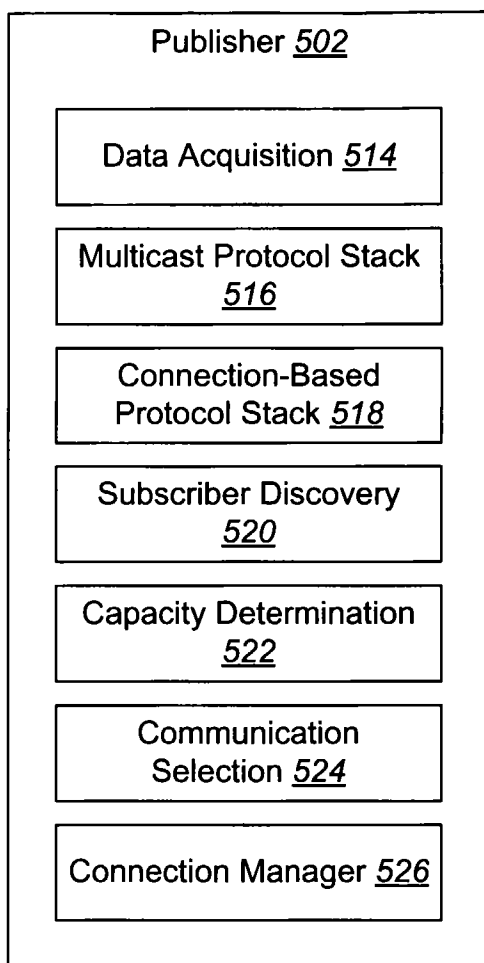 Publisher 502
Data Acquisition 514
Multicast Protocol Stack
516
Connection-Based
Protocol Stack 518
Subscriber Discovery
520
Capacity Determination
522
Communication
Selection 524
Connection Manager 526